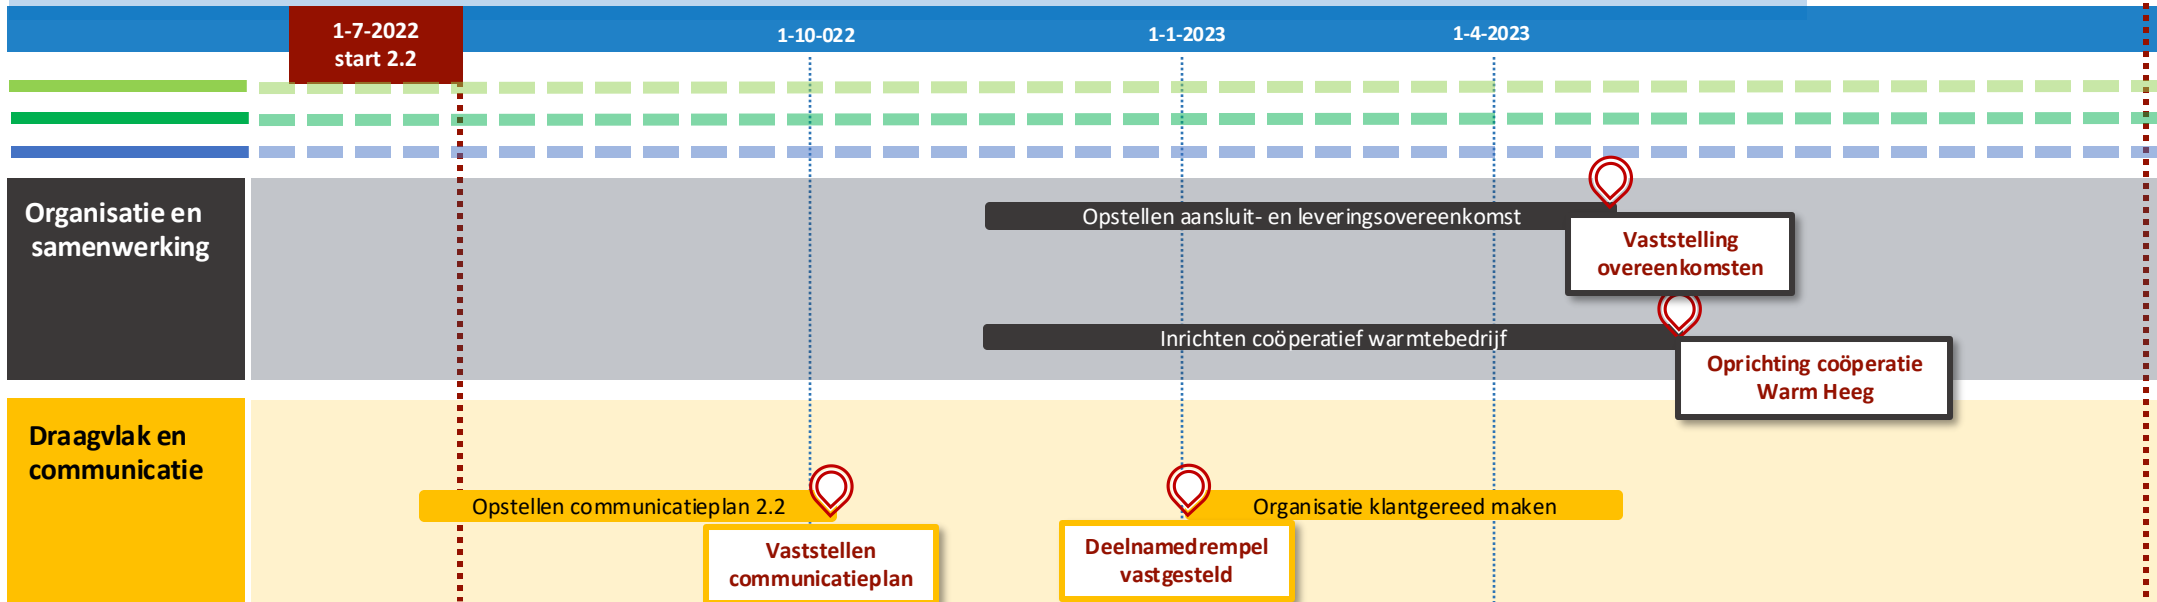 1-7-2022
start 2.2
1-10-022
1-1-2023
1-4-2023
Organisatie en
samenwerking
Opstellen aansluit- en leveringsovereenkomst
Vaststelling
overeenkomsten
Inrichten coöperatief warmtebedrijf
Oprichting coöperatie
Warm Heeg
Draagvlak en
communicatie
Opstellen communicatieplan 2.2
Organisatie klantgereed maken
Vaststellen
communicatieplan
Deelnamedrempel
vastgesteld